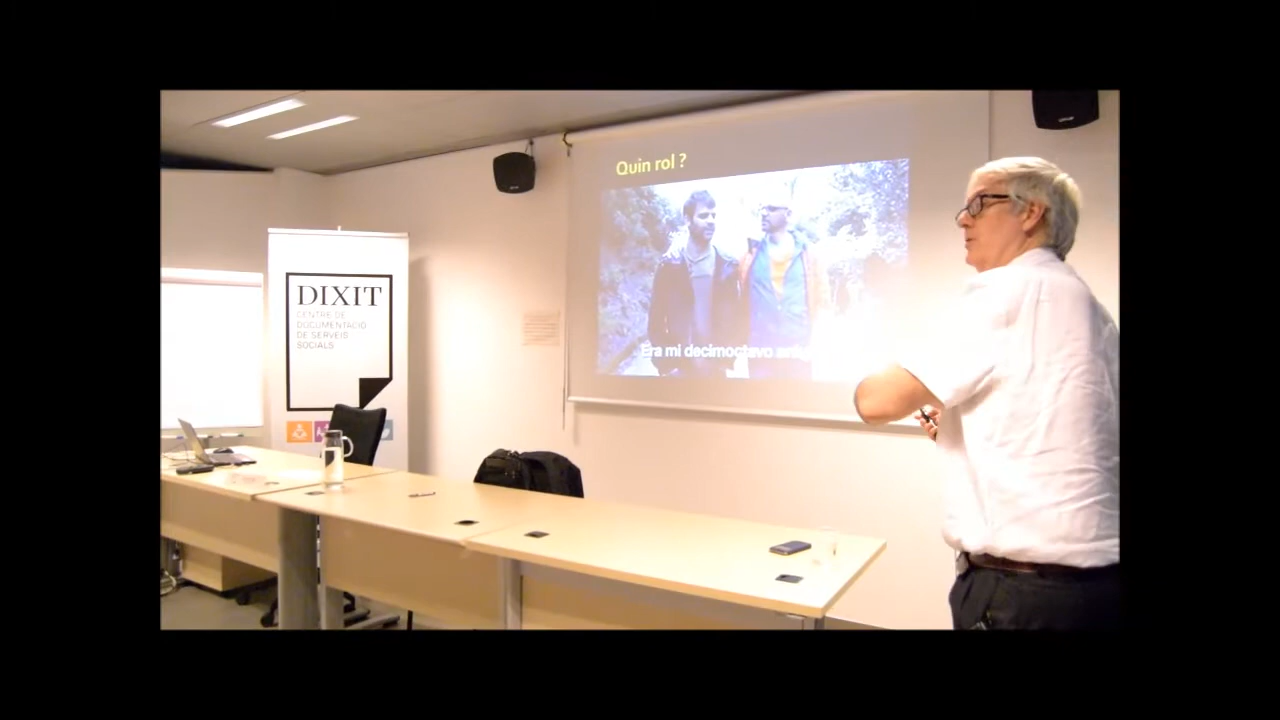 Quin rol ?
Era mi decimoctavo
DIXIT
CENTRE DE
DOCUMENTACIÓ
DE SERVEIS
SOCIALS